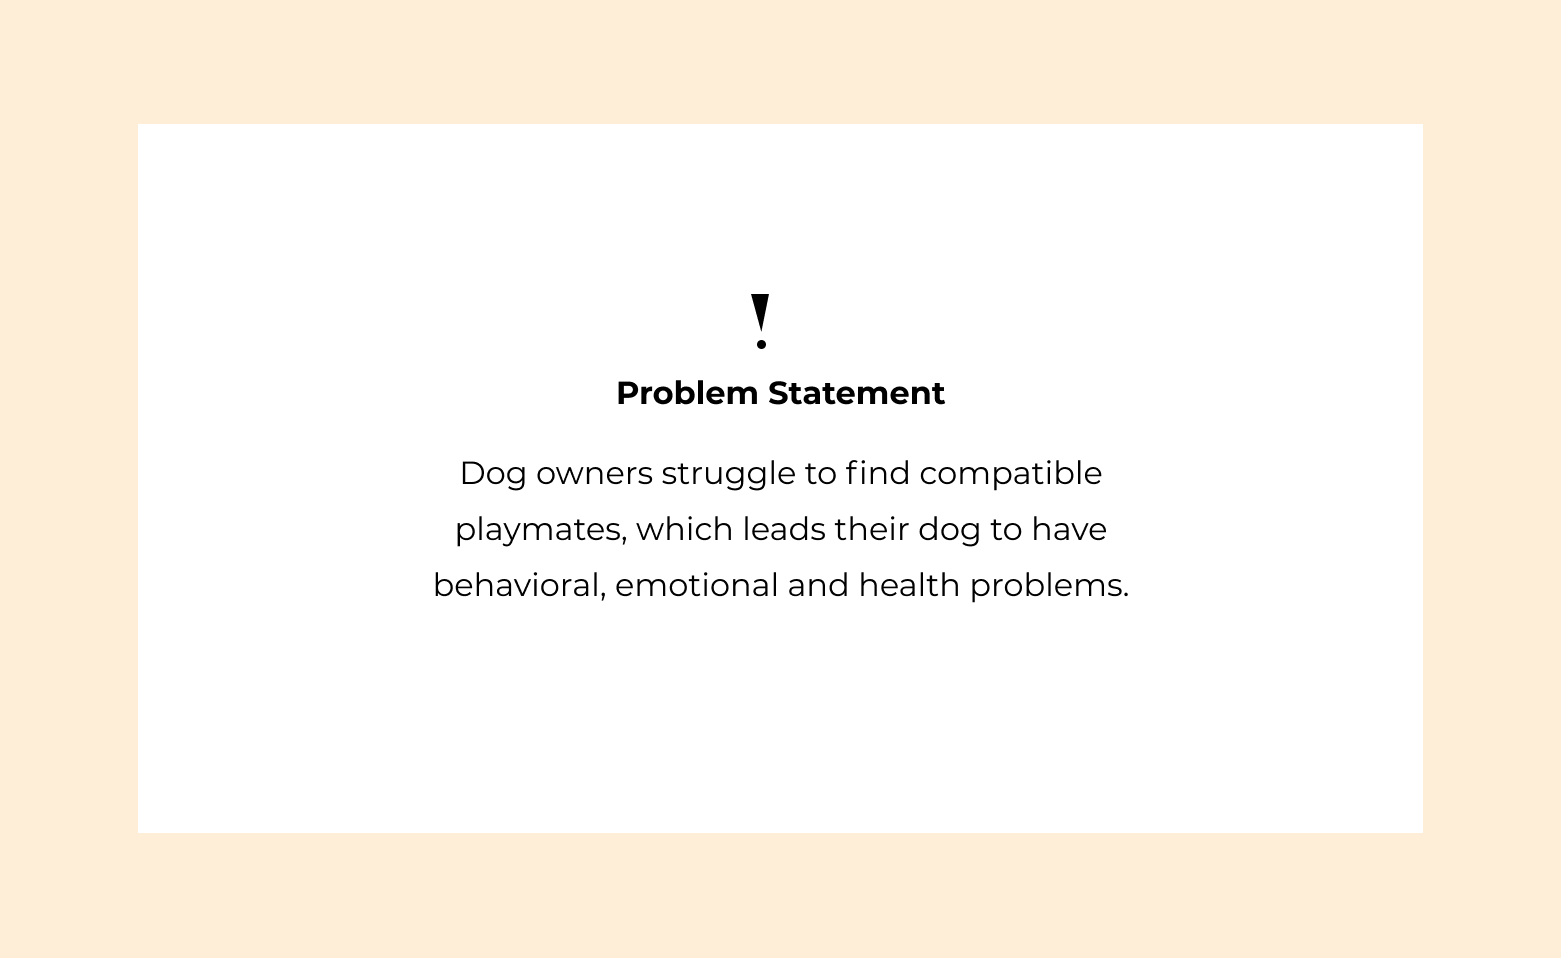 !
Problem Statement
Dog owners struggle to find compatible
playmates, which leads their dog to have
behavioral, emotional and health problems.